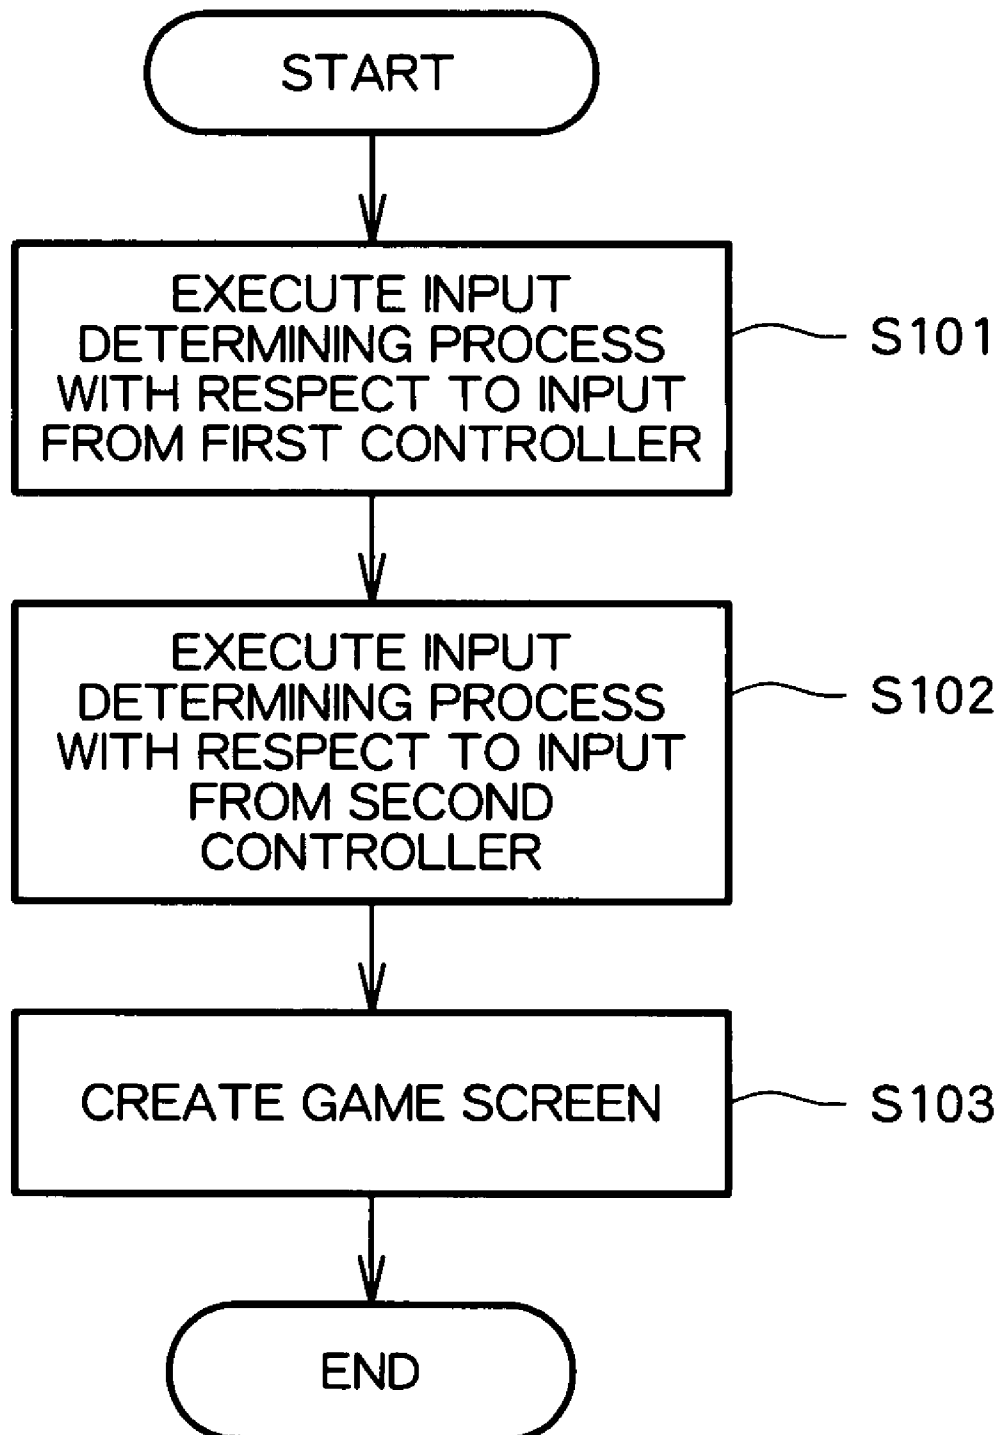 START
EXECUTE INPUT
DETERMINING PROCESS
WITH RESPECT TO INPUT
FROM FIRST CONTROLLER
S101
EXECUTE INPUT
DETERMINING PROCESS
WITH RESPECT TO INPUT
FROM SECOND
CONTROLLER
S102
CREATE GAME SCREEN
S103
END